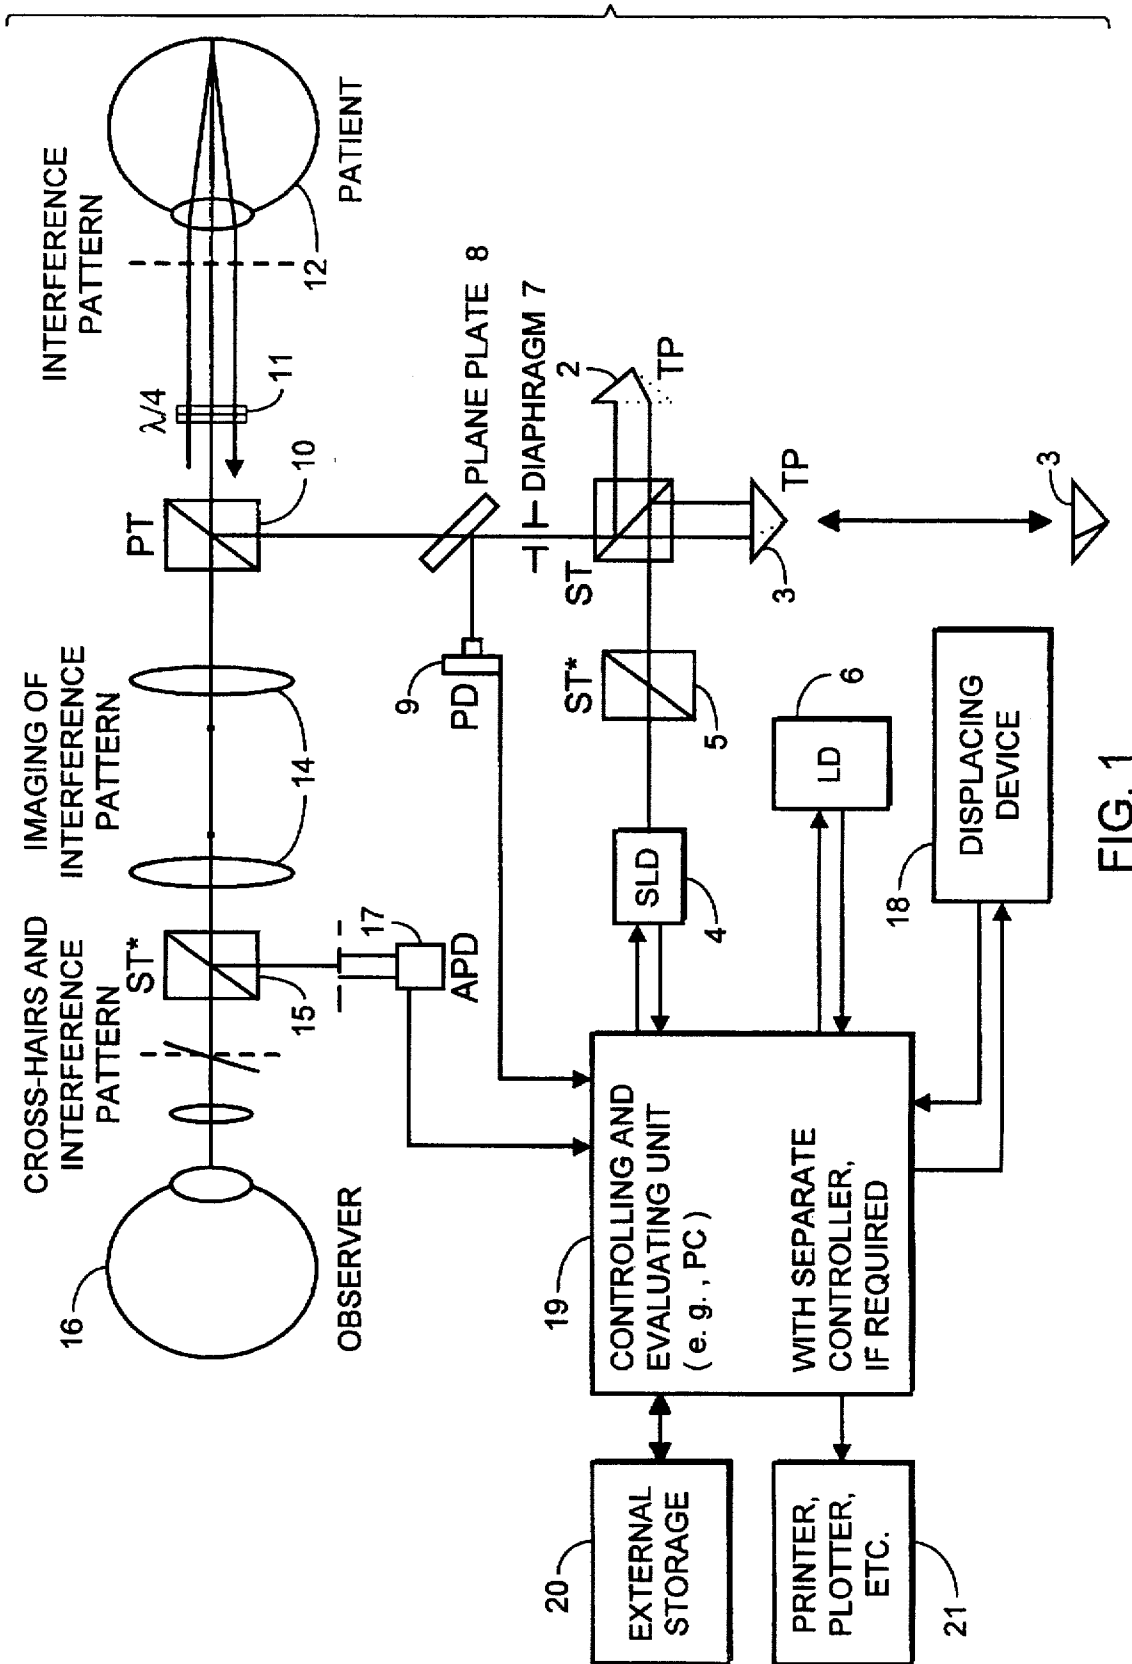 CROSS-HAIRS AND
INTERFERENCE
PATTERN
IMAGING OF
INTERFERENCE
PATTERN
INTERFERENCE
PATTERN
16
OBSERVER
ST*
15
17
APD
14
PT
10
λ/4
11
12
PATIENT
9
PD
PLANE PLATE 8
DIAPHRAGM 7
ST
2
TP
3
TP
3
ST*
5
SLD
4
LD
6
18
DISPLACING
DEVICE
19
CONTROLLING AND
EVALUATING UNIT
(e. g. , PC )
WITH SEPARATE
CONTROLLER,
IF REQUIRED
20
EXTERNAL
STORAGE
21
PRINTER,
PLOTTER,
ETC.
FIG. 1